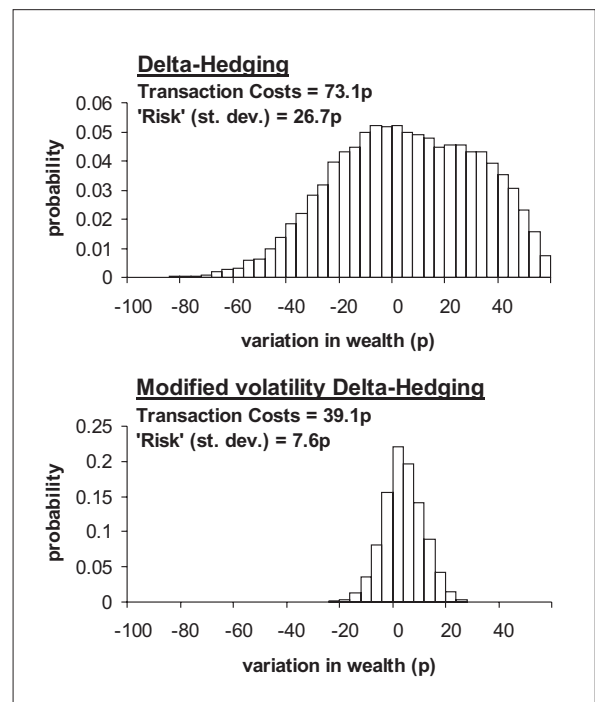 Delta-Hedging
Transaction Costs = 73.1p
'Risk' (st. dev.) = 26.7p
0.06
0.05
0.04
0.03
0.02
0.01
0
probability
-100 -80 -60 -40 -20 0 20 40
variation in wealth (p)
Modified volatility Delta-Hedging
Transaction Costs = 39.1p
'Risk' (st. dev.) = 7.6p
0.25
0.2
0.15
0.1
0.05
0
probability
-100 -80 -60 -40 -20 0 20 40
variation in wealth (p)